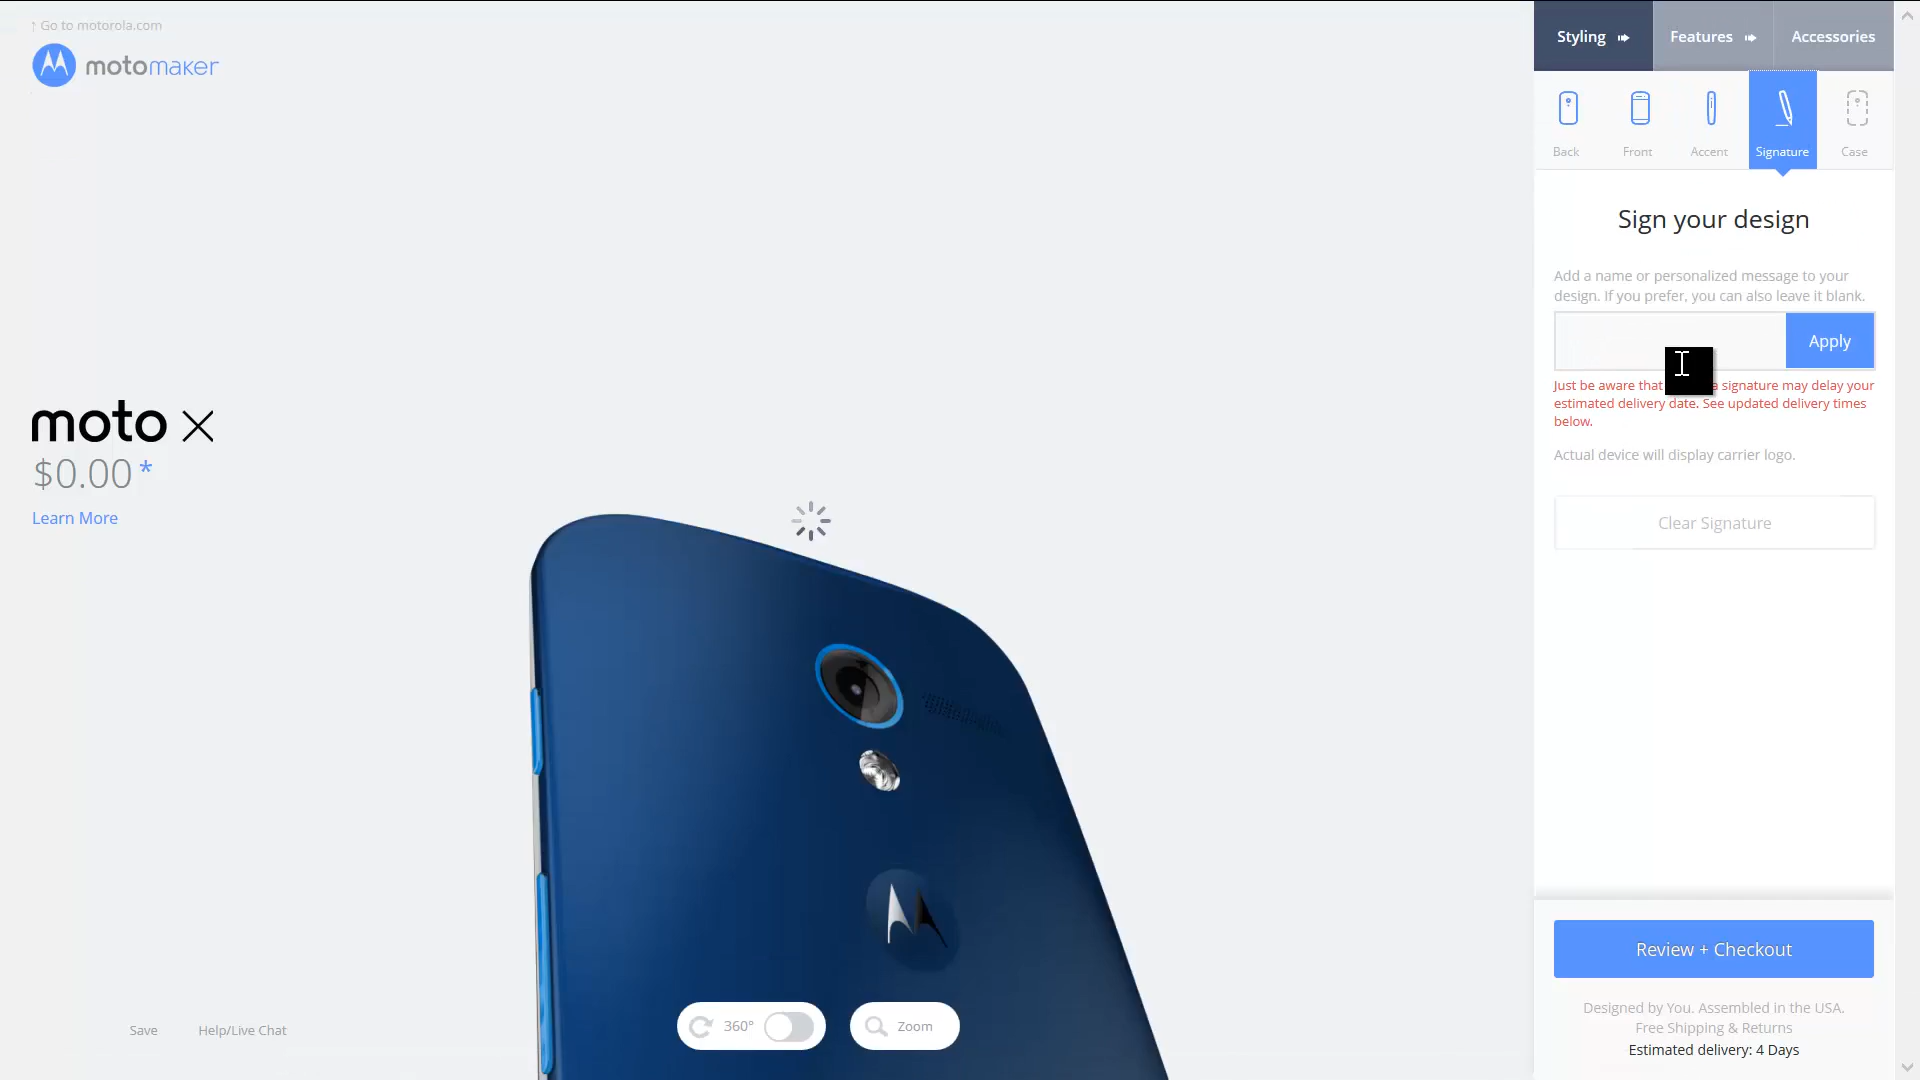 ↑ Go to motorola.com
motomaker
moto X
$0.00 *
Learn More
Save
Help/Live Chat
360°
Zoom
Styling
Features
Accessories
Back
Front
Accent
Signature
Case
Sign your design
Add a name or personalized message to your
design. If you prefer, you can also leave it blank.
Apply
Just be aware that a signature may delay your
estimated delivery date. See updated delivery times
below.
Actual device will display carrier logo.
Clear Signature
Review + Checkout
Designed by You. Assembled in the USA.
Free Shipping & Returns
Estimated delivery: 4 Days